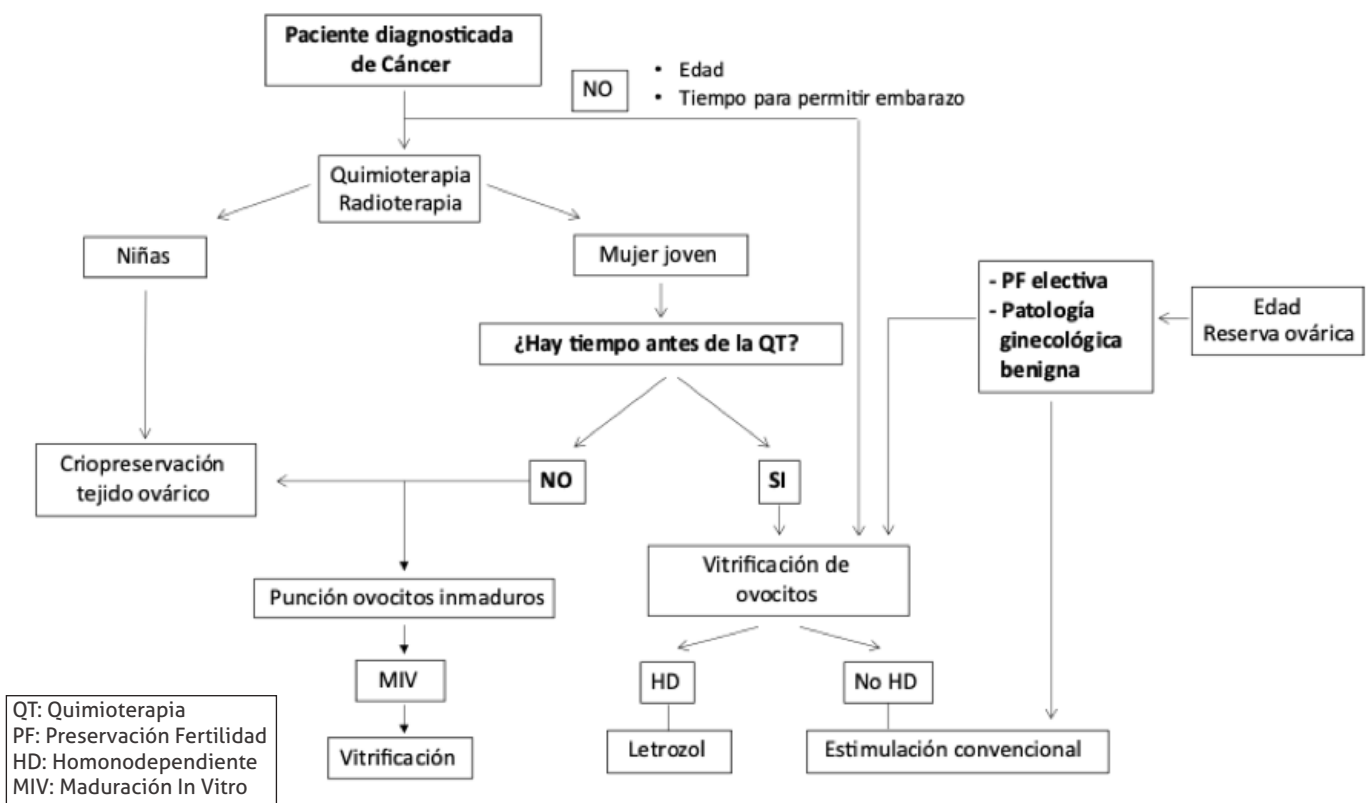 Paciente diagnosticada
de Cáncer
NO
• Edad
• Tiempo para permitir embarazo
Quimioterapia
Radioterapia
Niñas
Mujer joven
¿Hay tiempo antes de la QT?
- PF electiva
- Patología
ginecológica
benigna
Edad
Reserva ovárica
Criopreservación
tejido ovárico
NO
SI
Punción ovocitos inmaduros
Vitrificación de
ovocitos
MIV
HD
No HD
Vitrificación
Letrozol
Estimulación convencional
QT: Quimioterapia
PF: Preservación Fertilidad
HD: Homonodependiente
MIV: Maduración In Vitro